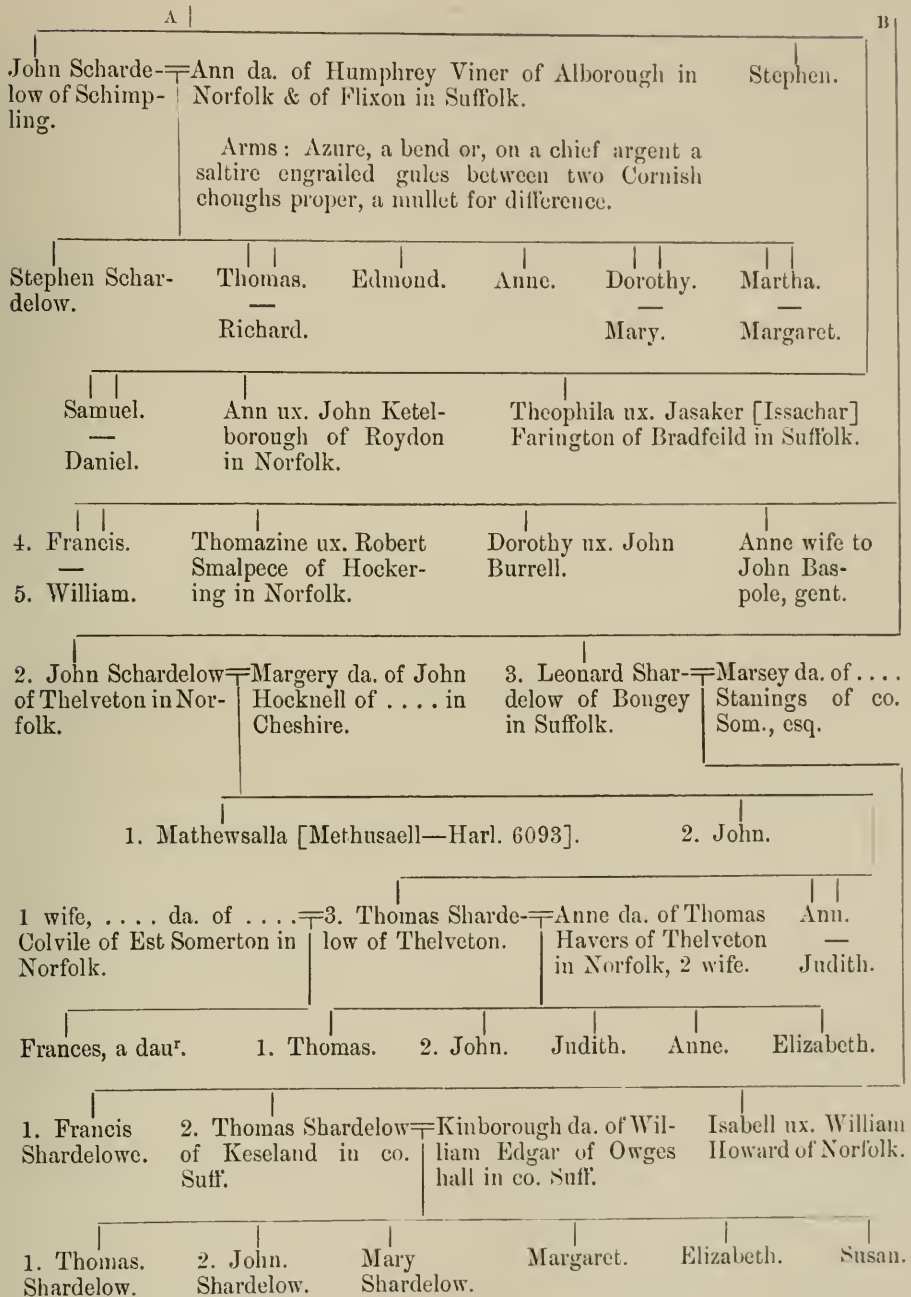 A B
John Scharde- Ann da. of Humphrey Viner of Alborough in Stephen.
low of Schimp- Norfolk & of Flixon in Suffolk.
ling.
Arms : Azure, a bend or, on a chief argent a
saltire engrailed gules between two Cornish
choughs proper, a mullet for difference.
Stephen Schar- Thomas. Edmond. Anne. Dorothy. Martha.
delow. — — —
Richard. Mary. Margaret.
Samuel. Ann ux. John Ketel- Theophila ux. Jasaker [Issachar]
— borough of Roydon Farington of Bradfeild in Suffolk.
Daniel. in Norfolk.
4. Francis. Thomazine ux. Robert Dorothy ux. John Anne wife to
— Smalpece of Hocker- Burrell. John Bas-
5. William. ing in Norfolk. pole, gent.
2. John Schardelow Margery da. of John 3. Leonard Shar- Marsey da. of ....
of Thelveton in Nor- Hocknell of .... in delow of Bongey Stanings of co.
folk. Cheshire. in Suffolk. Som., esq.
1. Mathewsalla [Methusaell—Harl. 6093]. 2. John.
1 wife, .... da. of .... 3. Thomas Sharde- Anne da. of Thomas Ann.
Colvile of Est Somerton in low of Thelveton. Havers of Thelveton —
Norfolk. in Norfolk, 2 wife. Judith.
Frances, a dauʳ. 1. Thomas. 2. John. Judith. Anne. Elizabeth.
1. Francis 2. Thomas Shardelow Kinborough da. of Wil- Isabell ux. William
Shardelowe. of Keseland in co. liam Edgar of Owges Howard of Norfolk.
Suff. hall in co. Suff.
1. Thomas. 2. John. Mary Margaret. Elizabeth. Susan.
Shardelow. Shardelow. Shardelow.